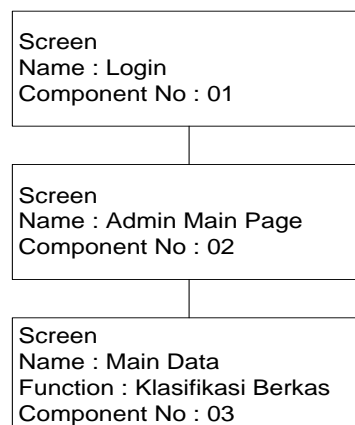 Screen
Name : Login
Component No : 01
Screen
Name : Admin Main Page
Component No : 02
Screen
Name : Main Data
Function : Klasifikasi Berkas
Component No : 03